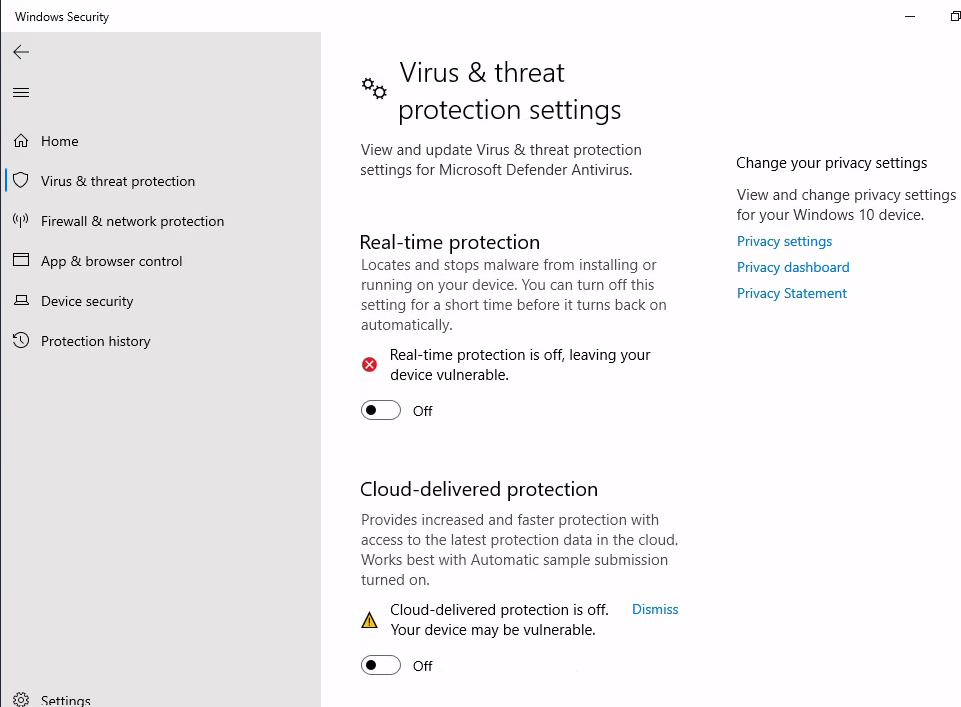 Windows Security
Home
Virus & threat protection
Firewall & network protection
App & browser control
Device security
Protection history
Settings
Virus & threat
protection settings
View and update Virus & threat protection
settings for Microsoft Defender Antivirus.
Real-time protection
Locates and stops malware from installing or
running on your device. You can turn off this
setting for a short time before it turns back on
automatically.
Real-time protection is off, leaving your
device vulnerable.
Off
Cloud-delivered protection
Provides increased and faster protection with
access to the latest protection data in the cloud.
Works best with Automatic sample submission
turned on.
Cloud-delivered protection is off.
Your device may be vulnerable.
Dismiss
Off
Change your privacy settings
View and change privacy settings
for your Windows 10 device.
Privacy settings
Privacy dashboard
Privacy Statement